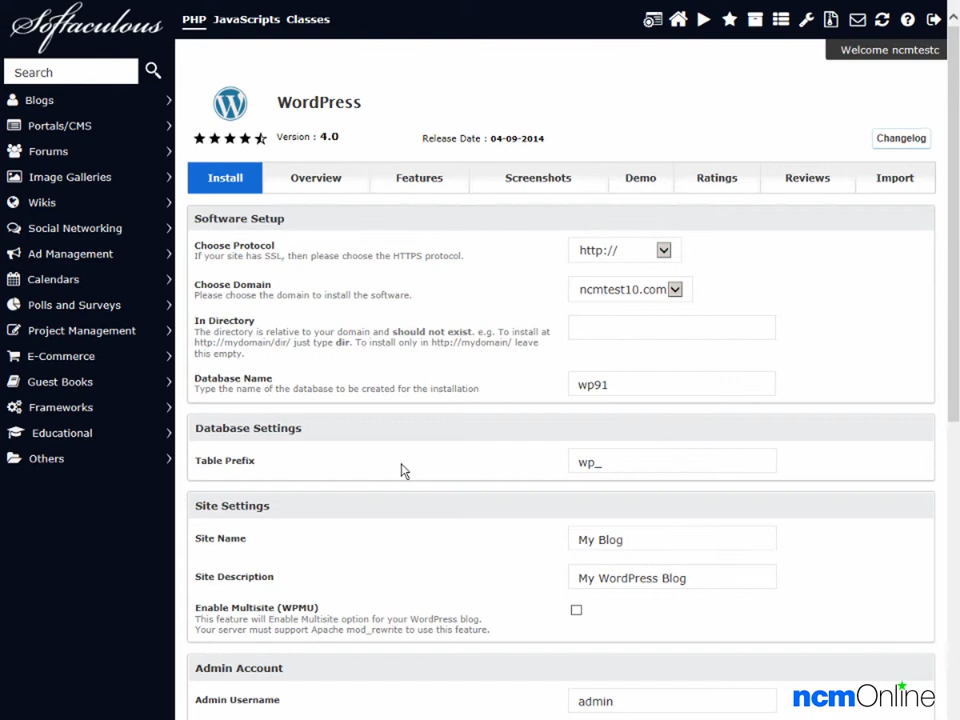 Softaculous
PHP JavaScripts Classes
Welcome ncmtestc
Search
Blogs
Portals/CMS
Forums
Image Galleries
Wikis
Social Networking
Ad Management
Calendars
Polls and Surveys
Project Management
E-Commerce
Guest Books
Frameworks
Educational
Others
WordPress
Version : 4.0
Release Date : 04-09-2014
Changelog
Install Overview Features Screenshots Demo Ratings Reviews Import
Software Setup
Choose Protocol
If your site has SSL, then please choose the HTTPS protocol.
http://
Choose Domain
Please choose the domain to install the software.
ncmtest10.com
In Directory
The directory is relative to your domain and should not exist. e.g. To install at
http://mydomain/dir/ just type dir. To install only in http://mydomain/ leave
this empty.
Database Name
Type the name of the database to be created for the installation
wp91
Database Settings
Table Prefix
wp_
Site Settings
Site Name
My Blog
Site Description
My WordPress Blog
Enable Multisite (WPMU)
This feature will Enable Multisite option for your WordPress blog.
Your server must support Apache mod_rewrite to use this feature.
Admin Account
Admin Username
admin
ncmOnline